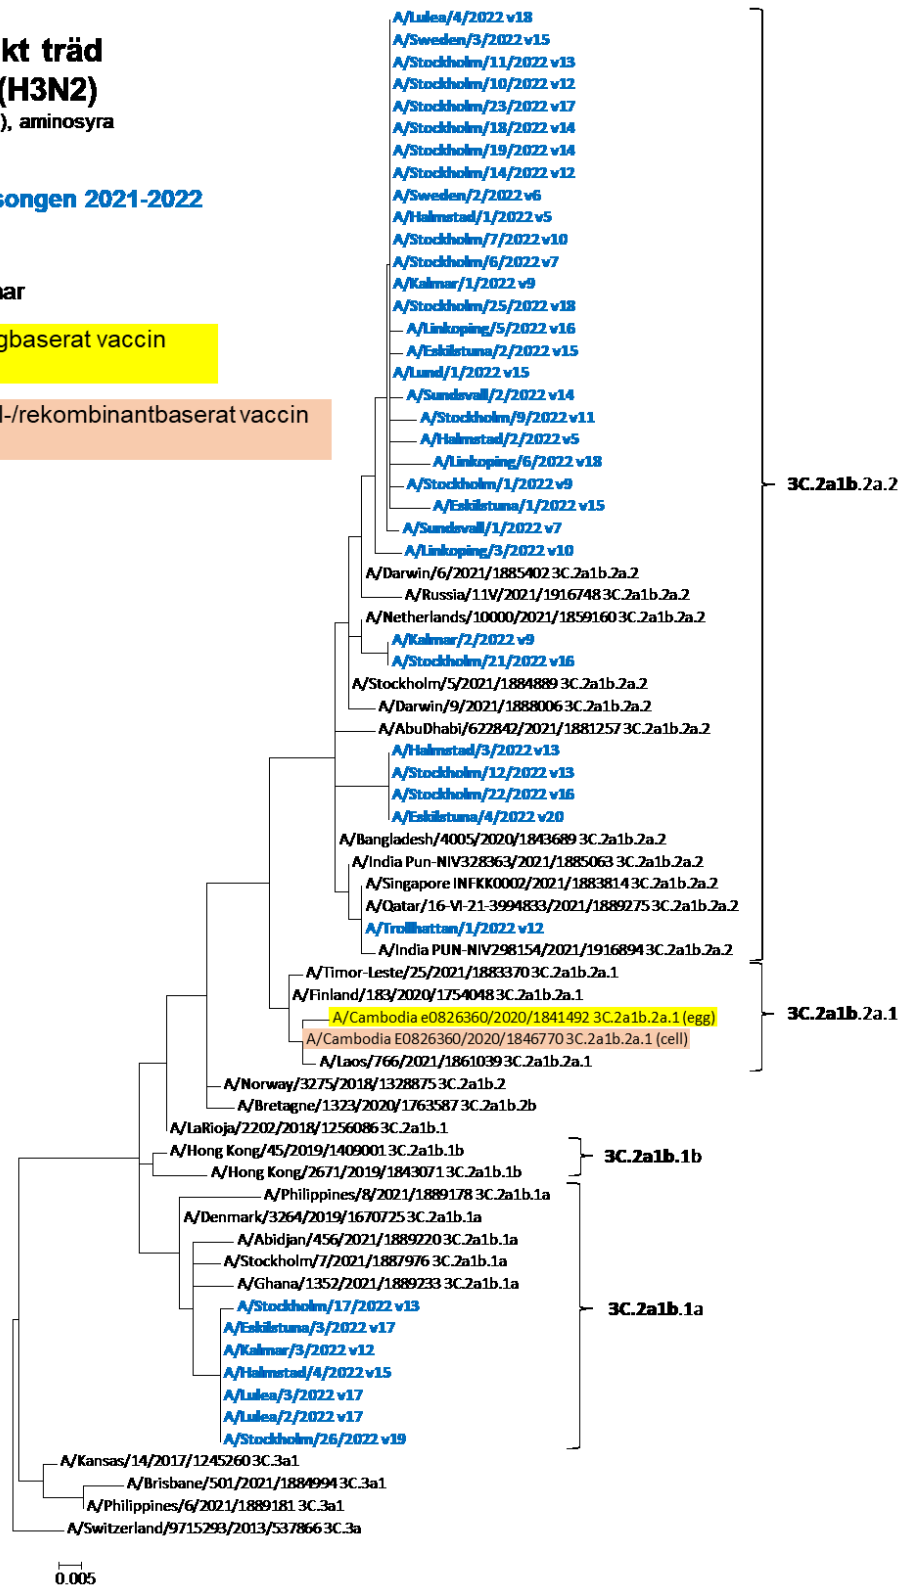 kt träd
(H3N2)
), aminosyra
songen 2021-2022
nar
gbaserat vaccin
l-/rekombinantbaserat vaccin
A/Lulea/4/2022 v18
A/Sweden/3/2022 v15
A/Stockholm/11/2022 v13
A/Stockholm/10/2022 v12
A/Stockholm/23/2022 v17
A/Stockholm/18/2022 v14
A/Stockholm/19/2022 v14
A/Stockholm/14/2022 v12
A/Sweden/2/2022 v6
A/Halmstad/1/2022 v5
A/Stockholm/7/2022 v10
A/Stockholm/6/2022 v7
A/Kalmar/1/2022 v9
A/Stockholm/25/2022 v18
A/Linkoping/5/2022 v16
A/Eskilstuna/2/2022 v15
A/Lund/1/2022 v15
A/Sundsvall/2/2022 v14
A/Stockholm/9/2022 v11
A/Halmstad/2/2022 v5
A/Linkoping/6/2022 v18
A/Stockholm/1/2022 v9
3C.2a1b.2a.2
A/Eskilstuna/1/2022 v15
A/Sundsvall/1/2022 v7
A/Linkoping/3/2022 v10
A/Darwin/6/2021/1885402 3C.2a1b.2a.2
A/Russia/11V/2021/1916748 3C.2a1b.2a.2
A/Netherlands/10000/2021/1859160 3C.2a1b.2a.2
A/Kalmar/2/2022 v9
A/Stockholm/21/2022 v16
A/Stockholm/5/2021/1884889 3C.2a1b.2a.2
A/Darwin/9/2021/1888006 3C.2a1b.2a.2
A/AbuDhabi/622842/2021/1881257 3C.2a1b.2a.2
A/Halmstad/3/2022 v13
A/Stockholm/12/2022 v13
A/Stockholm/22/2022 v16
A/Eskilstuna/4/2022 v20
A/Bangladesh/4005/2020/1843689 3C.2a1b.2a.2
A/India Pun-NIV328363/2021/1885063 3C.2a1b.2a.2
A/Singapore INFKK0002/2021/1883814 3C.2a1b.2a.2
A/Qatar/16-VI-21-3994833/2021/1889275 3C.2a1b.2a.2
A/Trollhattan/1/2022 v12
A/India PUN-NIV298154/2021/1916894 3C.2a1b.2a.2
A/Timor-Leste/25/2021/1883370 3C.2a1b.2a.1
A/Finland/183/2020/1754048 3C.2a1b.2a.1
3C.2a1b.2a.1
A/Cambodia e0826360/2020/1841492 3C.2a1b.2a.1 (egg)
A/Cambodia E0826360/2020/1846770 3C.2a1b.2a.1 (cell)
A/Laos/766/2021/1861039 3C.2a1b.2a.1
A/Norway/3275/2018/1328875 3C.2a1b.2
A/Bretagne/1323/2020/1763587 3C.2a1b.2b
A/LaRioja/2202/2018/1256086 3C.2a1b.1
A/Hong Kong/45/2019/1409001 3C.2a1b.1b
3C.2a1b.1b
A/Hong Kong/2671/2019/1843071 3C.2a1b.1b
A/Philippines/8/2021/1889178 3C.2a1b.1a
A/Denmark/3264/2019/1670725 3C.2a1b.1a
A/Abidjan/456/2021/1889220 3C.2a1b.1a
A/Stockholm/7/2021/1887976 3C.2a1b.1a
A/Ghana/1352/2021/1889233 3C.2a1b.1a
A/Stockholm/17/2022 v13
3C.2a1b.1a
A/Eskilstuna/3/2022 v17
A/Kalmar/3/2022 v12
A/Halmstad/4/2022 v15
A/Lulea/3/2022 v17
A/Lulea/2/2022 v17
A/Stockholm/26/2022 v19
A/Kansas/14/2017/1245260 3C.3a1
A/Brisbane/501/2021/1884994 3C.3a1
A/Philippines/6/2021/1889181 3C.3a1
A/Switzerland/9715293/2013/537866 3C.3a
0.005